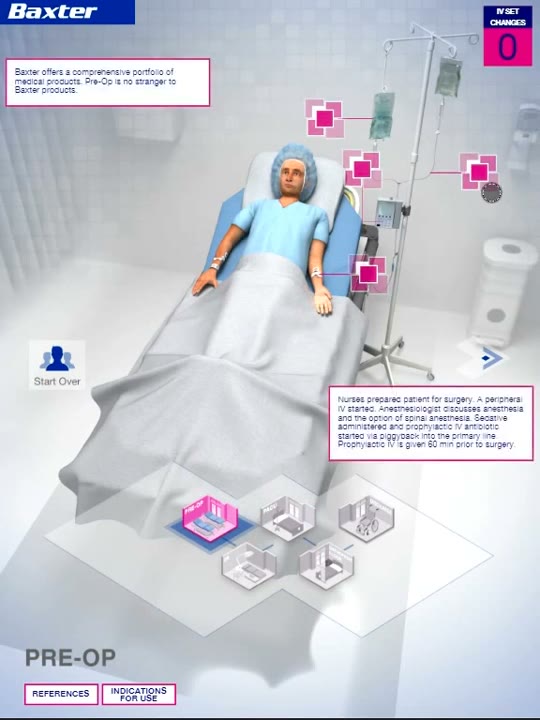 Baxter
IV SET
CHANGES
0
Baxter offers a comprehensive portfolio of
medical products. Pre-Op is no stranger to
Baxter products.
Start Over
Nurses prepared patient for surgery. A peripheral
IV started. Anesthesiologist discusses anesthesia
and the option of spinal anesthesia. Sedative
administered and prophylactic IV antibiotic
started via piggyback into the primary line.
Prophylactic IV is given 60 min prior to surgery.
PRE-OP
PACU
PRE-OP
REFERENCES
INDICATIONS
FOR USE